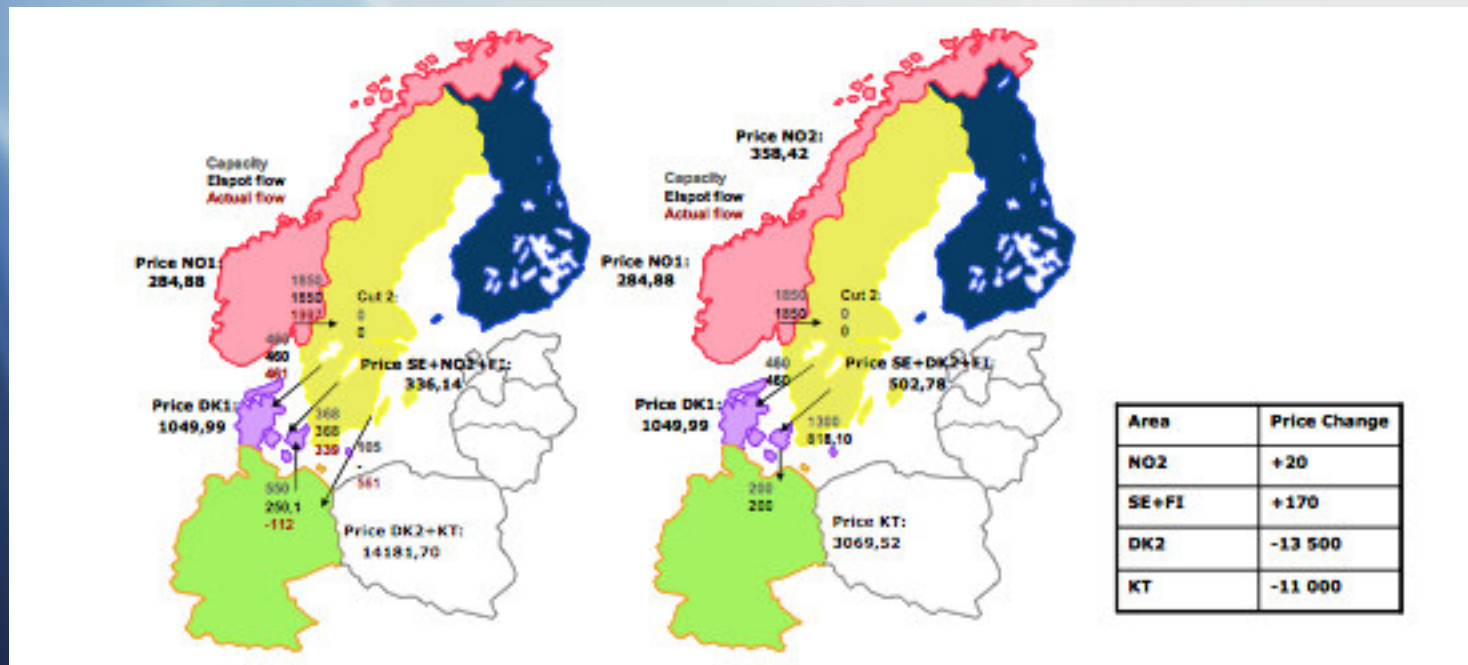 Capacity
Elspot flow
Actual flow
Price NO1:
284,88
1850
1850
Cut 2:
0
0
460
460
461
Price SE+NO2+FI:
336,14
Price DK1:
1049,99
368
368
339
105
-
561
550
250,1
-112
Price DK2+KT:
14181,70
Price NO2:
358,42
Capacity
Elspot flow
Actual flow
Price NO1:
284,88
1850
1850
Cut 2:
0
0
460
460
Price SE+DK2+FI:
502,78
Price DK1:
1049,99
1300
818,10
200
200
Price KT:
3069,52
Area Price Change
NO2 +20
SE+FI +170
DK2 -13 500
KT -11 000